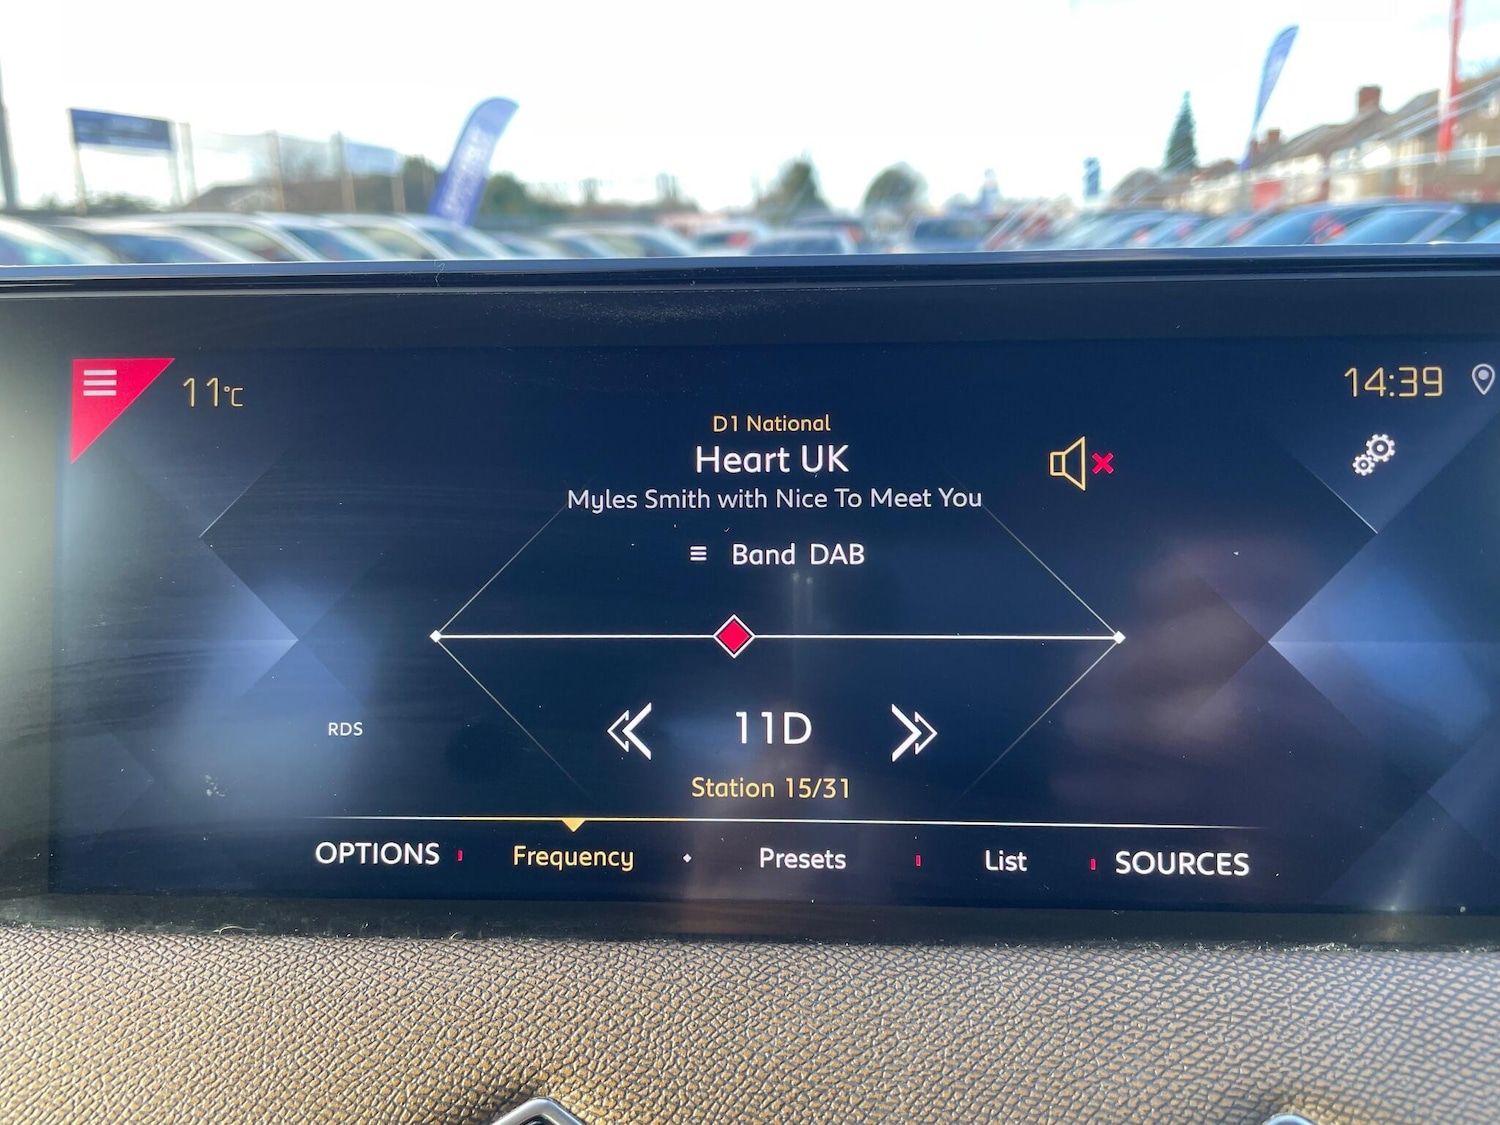 11°C
14:39
D1 National
Heart UK
Myles Smith with Nice To Meet You
Band DAB
RDS
11D
Station 15/31
OPTIONS
Frequency
Presets
List
SOURCES